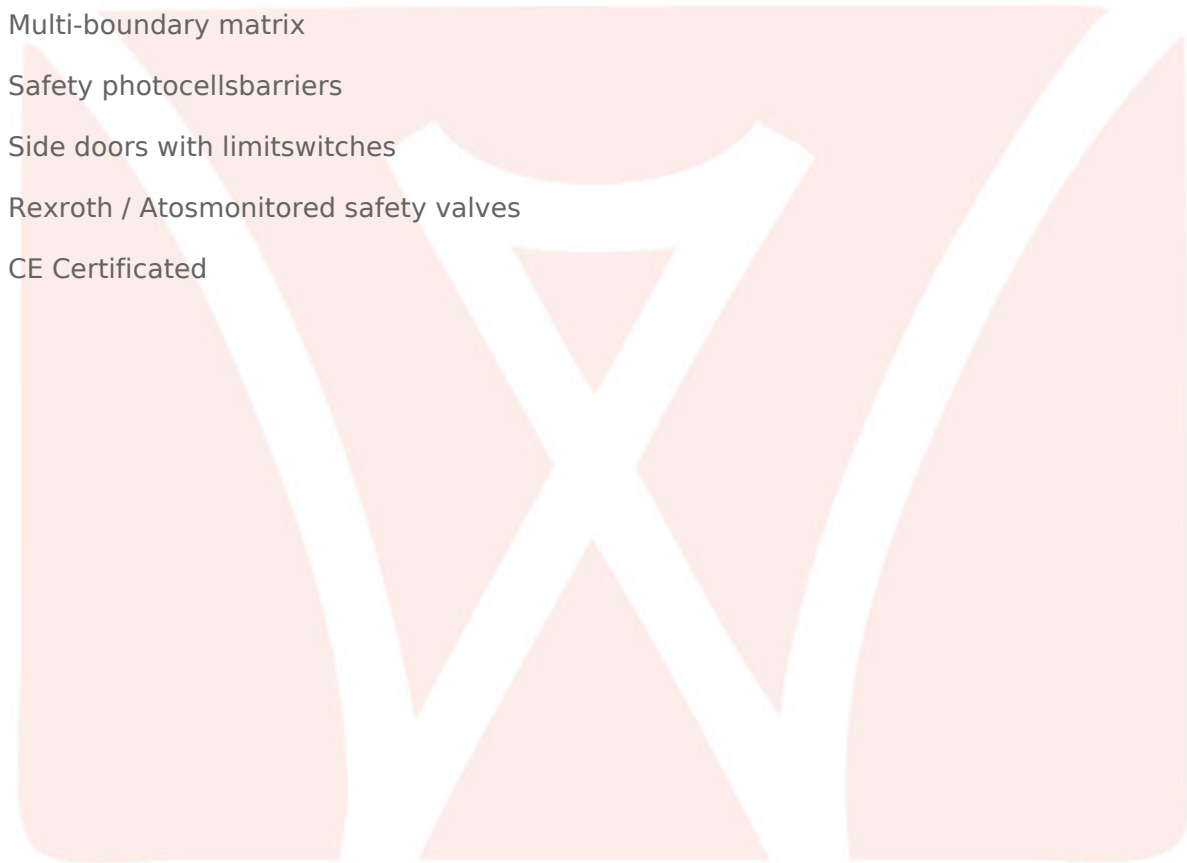 Multi-boundary matrix
Safety photocellsbarriers
Side doors with limitswitches
Rexroth / Atosmonitored safety valves
CE Certificated